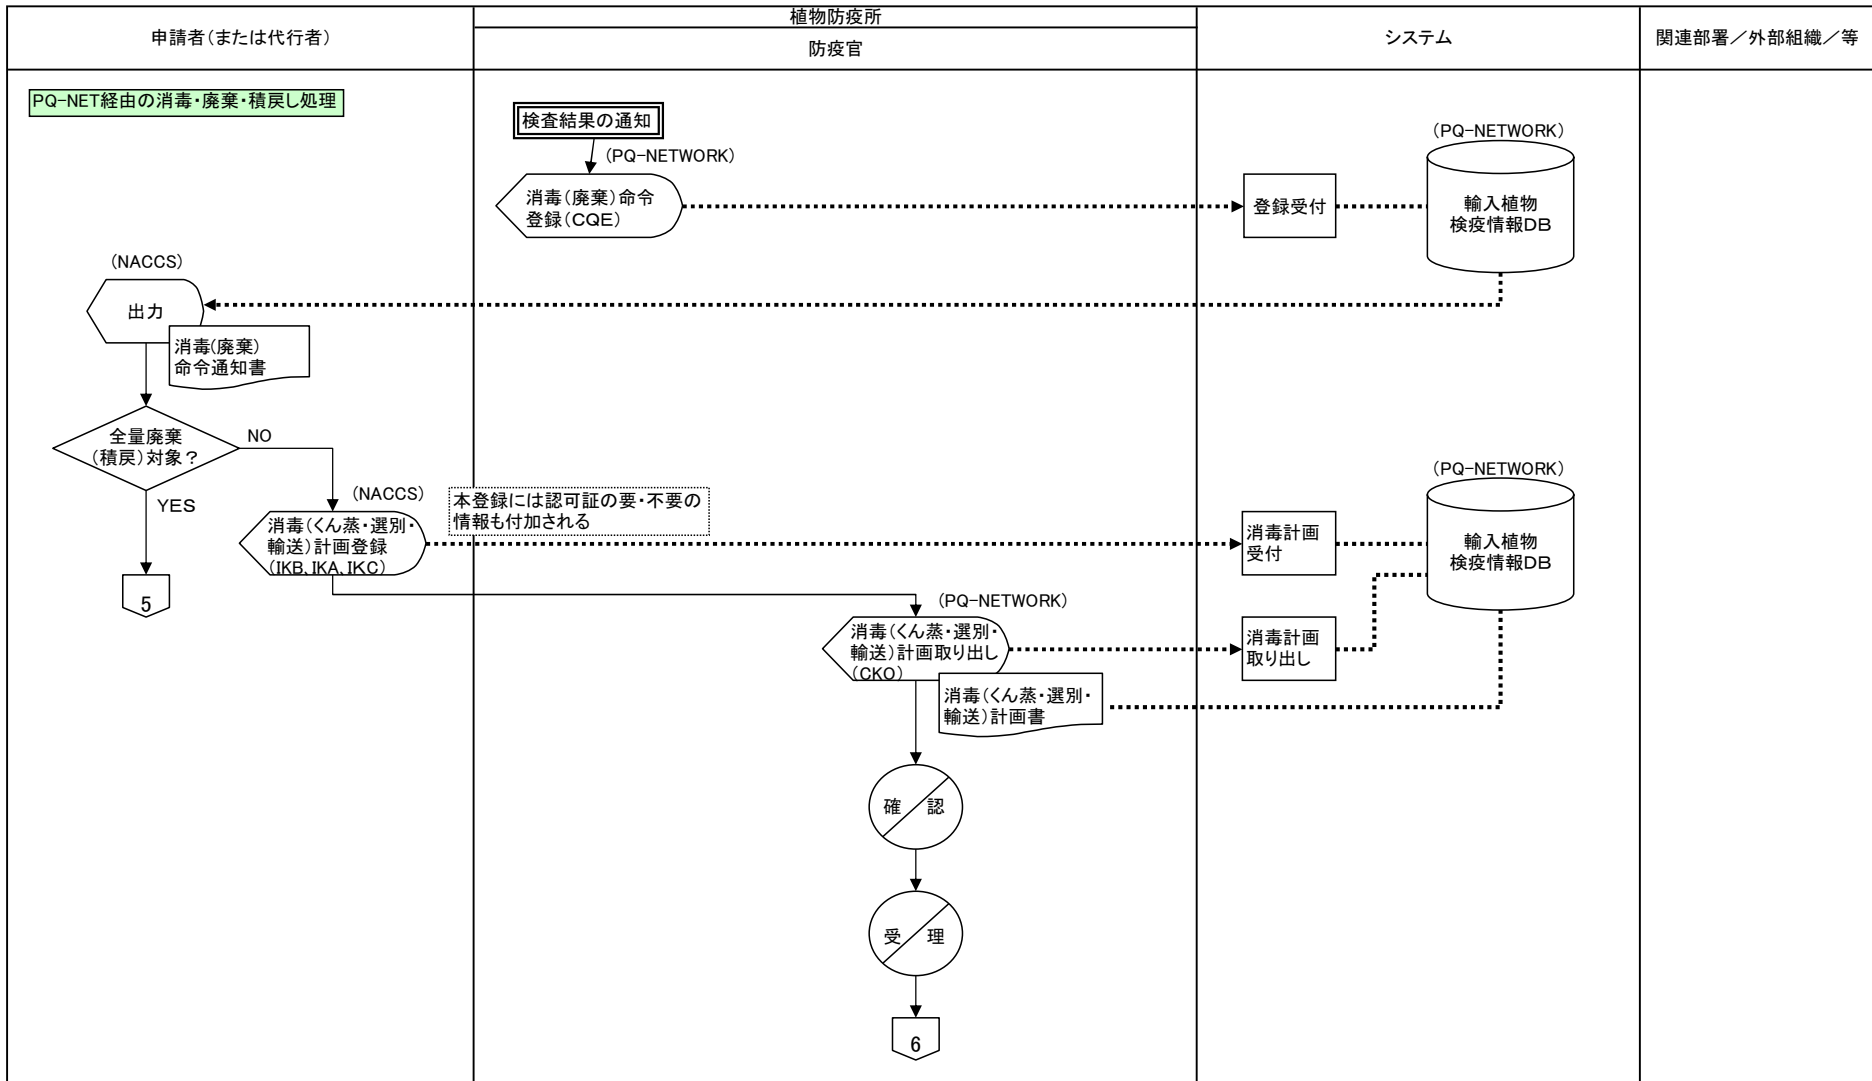 申請者(または代行者)
植物防疫所
防疫官
システム
関連部署/外部組織/等
PQ-NET経由の消毒・廃棄・積戻し処理
検査結果の通知
(PQ-NETWORK)
消毒(廃棄)命令
登録(CQE)
登録受付
(PQ-NETWORK)
輸入植物
検疫情報DB
(NACCS)
出力
消毒(廃棄)
命令通知書
全量廃棄
(積戻)対象?
NO
YES
5
(NACCS)
消毒(くん蒸・選別・
輸送)計画登録
(IKB、IKA、IKC)
本登録には認可証の要・不要の
情報も付加される
消毒計画
受付
(PQ-NETWORK)
輸入植物
検疫情報DB
(PQ-NETWORK)
消毒(くん蒸・選別・
輸送)計画取り出し
(CKO)
消毒計画
取り出し
消毒(くん蒸・選別・
輸送)計画書
確 認
受 理
6